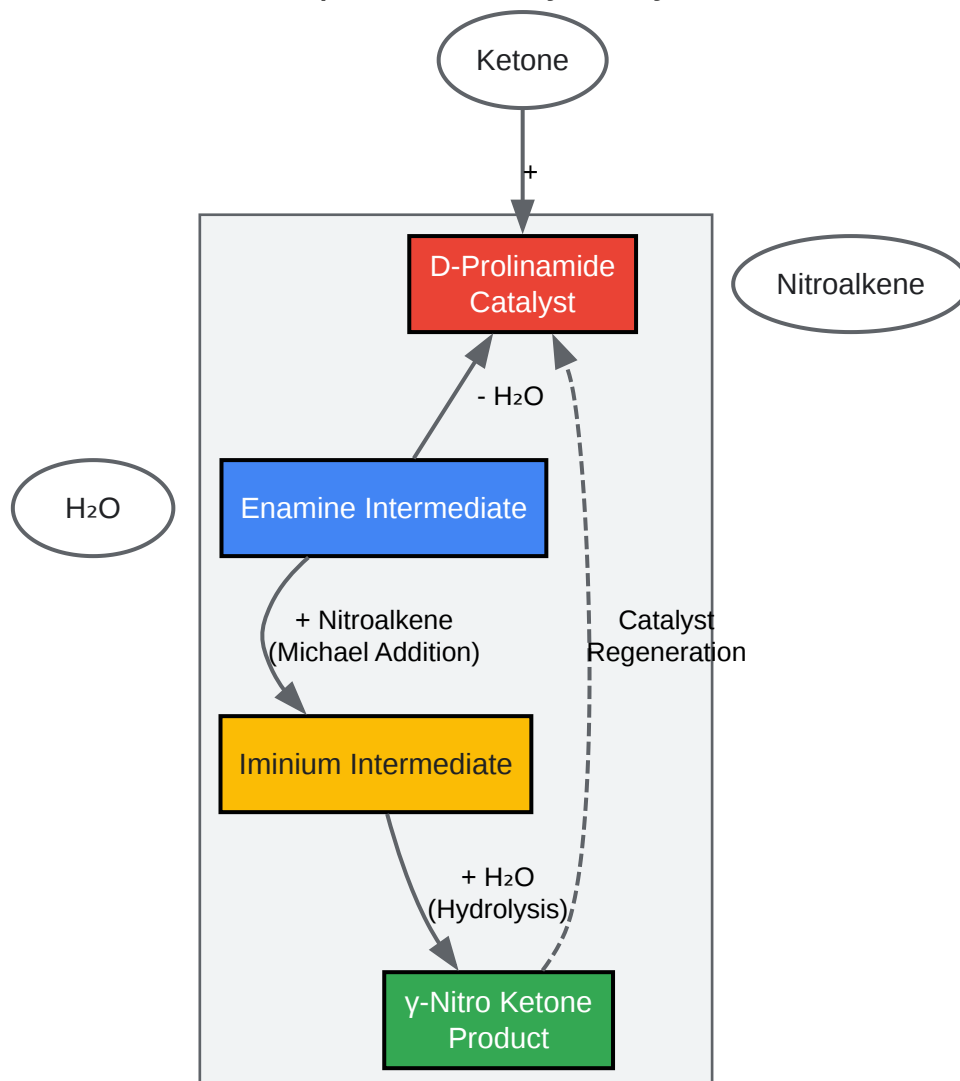 Ketone
+
D-Prolinamide
Catalyst
Nitroalkene
- H₂O
H₂O
Enamine Intermediate
+ Nitroalkene
(Michael Addition)
Catalyst
Regeneration
Iminium Intermediate
+ H₂O
(Hydrolysis)
γ-Nitro Ketone
Product